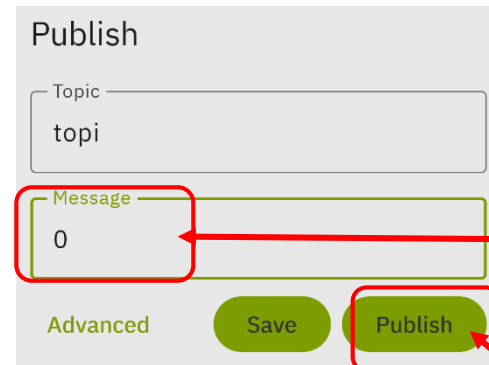 Publish
Topic
topi
Message
0
Advanced Save Publish